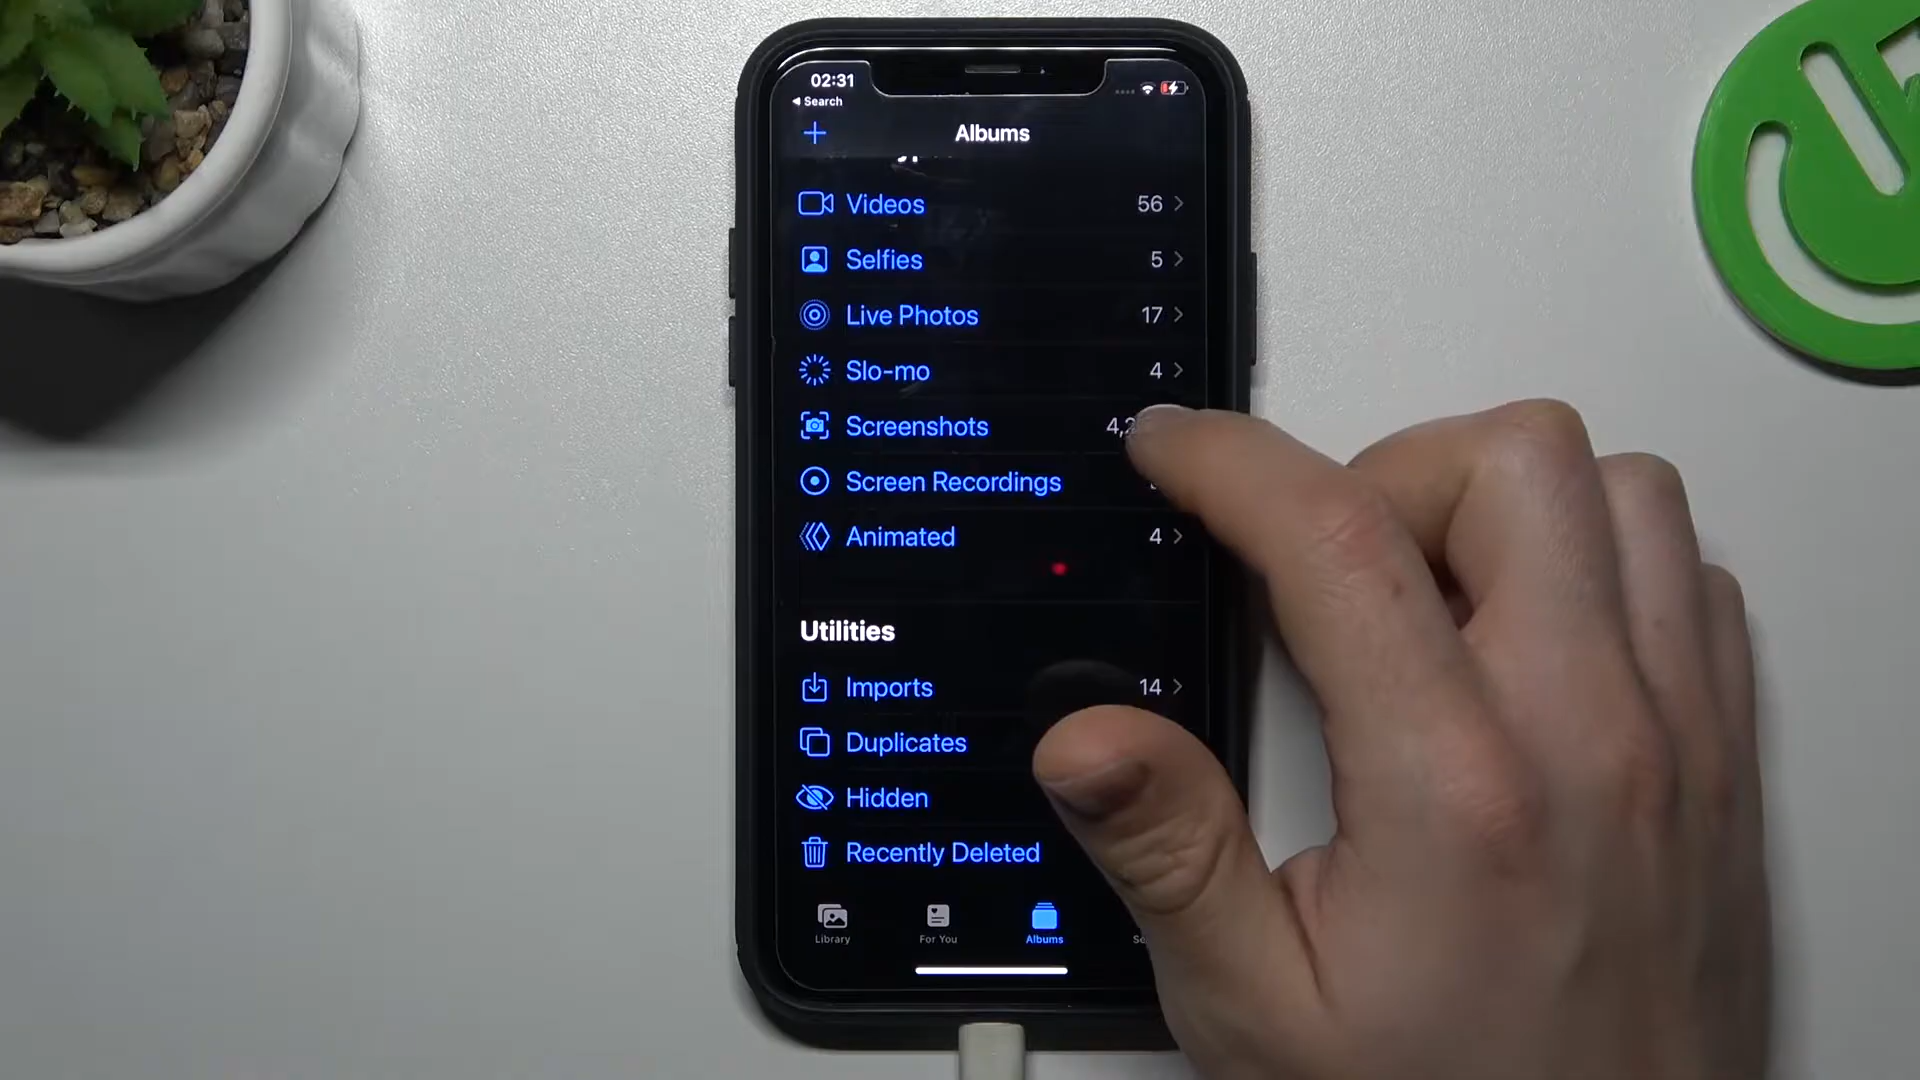 02:31
◀ Search
+ Albums
Videos 56 >
Selfies 5 >
Live Photos 17 >
Slo-mo 4 >
Screenshots
Screen Recordings
Animated 4 >
Utilities
Imports 14 >
Duplicates
Hidden
Recently Deleted
Library For You Albums